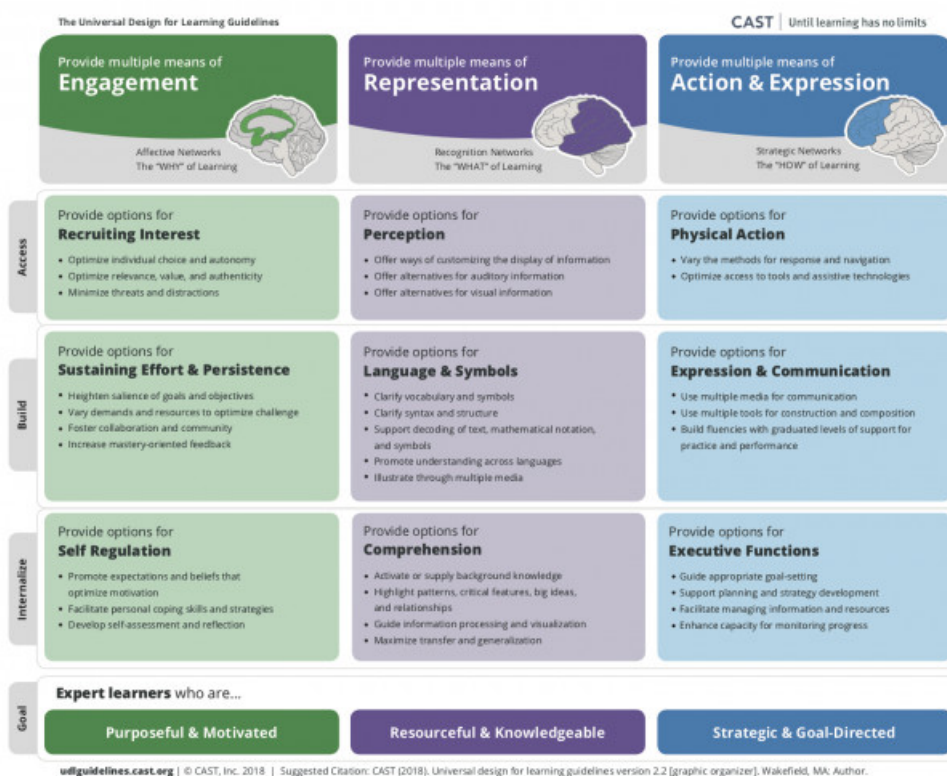 The Universal Design for Learning Guidelines
CAST | Until learning has no limits
Provide multiple means of
Engagement
Affective Networks
The "WHY" of Learning
Provide multiple means of
Representation
Recognition Networks
The "WHAT" of Learning
Provide multiple means of
Action & Expression
Strategic Networks
The "HOW" of Learning
Access
Provide options for
Recruiting Interest
• Optimize individual choice and autonomy
• Optimize relevance, value, and authenticity
• Minimize threats and distractions
Provide options for
Perception
• Offer ways of customizing the display of information
• Offer alternatives for auditory information
• Offer alternatives for visual information
Provide options for
Physical Action
• Vary the methods for response and navigation
• Optimize access to tools and assistive technologies
Build
Provide options for
Sustaining Effort & Persistence
• Heighten salience of goals and objectives
• Vary demands and resources to optimize challenge
• Foster collaboration and community
• Increase mastery-oriented feedback
Provide options for
Language & Symbols
• Clarify vocabulary and symbols
• Clarify syntax and structure
• Support decoding of text, mathematical notation,
and symbols
• Promote understanding across languages
• Illustrate through multiple media
Provide options for
Expression & Communication
• Use multiple media for communication
• Use multiple tools for construction and composition
• Build fluencies with graduated levels of support for
practice and performance
Internalize
Provide options for
Self Regulation
• Promote expectations and beliefs that
optimize motivation
• Facilitate personal coping skills and strategies
• Develop self-assessment and reflection
Provide options for
Comprehension
• Activate or supply background knowledge
• Highlight patterns, critical features, big ideas,
and relationships
• Guide information processing and visualization
• Maximize transfer and generalization
Provide options for
Executive Functions
• Guide appropriate goal-setting
• Support planning and strategy development
• Facilitate managing information and resources
• Enhance capacity for monitoring progress
Goal
Expert learners who are...
Purposeful & Motivated
Resourceful & Knowledgeable
Strategic & Goal-Directed
udlguidelines.cast.org | © CAST, Inc. 2018 | Suggested Citation: CAST (2018). Universal design for learning guidelines version 2.2 [graphic organizer]. Wakefield, MA: Author.